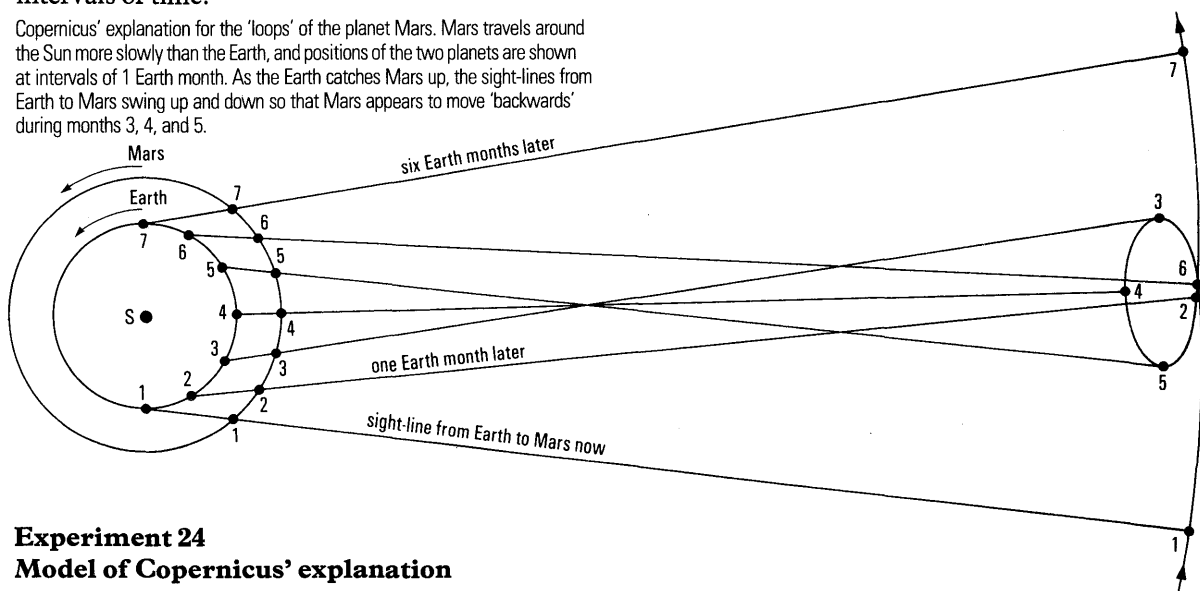 intervals of time.
Copernicus' explanation for the 'loops' of the planet Mars. Mars travels around
the Sun more slowly than the Earth, and positions of the two planets are shown
at intervals of 1 Earth month. As the Earth catches Mars up, the sight-lines from
Earth to Mars swing up and down so that Mars appears to move 'backwards'
during months 3, 4, and 5.
Mars
Earth
7
6
5
4
3
2
1
S
7
6
5
4
3
2
1
six Earth months later
one Earth month later
sight-line from Earth to Mars now
7
3
6
4
2
5
1
Experiment 24
Model of Copernicus' explanation